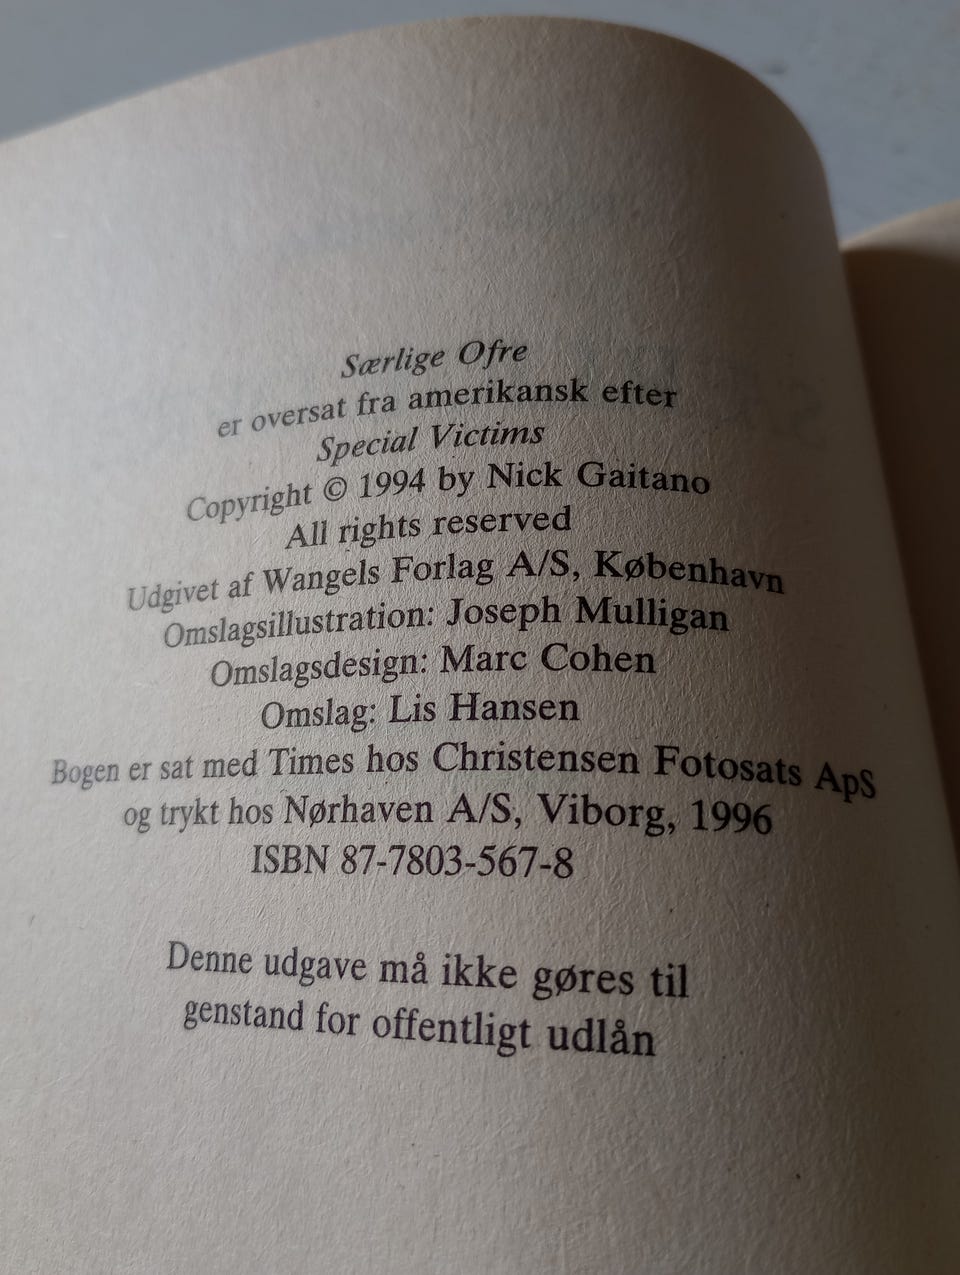 Særlige Ofre
er oversat fra amerikansk efter
Special Victims
Copyright © 1994 by Nick Gaitano
All rights reserved
Udgivet af Wangels Forlag A/S, København
Omslagsillustration: Joseph Mulligan
Omslagsdesign: Marc Cohen
Omslag: Lis Hansen
Bogen er sat med Times hos Christensen Fotosats ApS
og trykt hos Nørhaven A/S, Viborg, 1996
ISBN 87-7803-567-8
Denne udgave må ikke gøres til
genstand for offentligt udlån